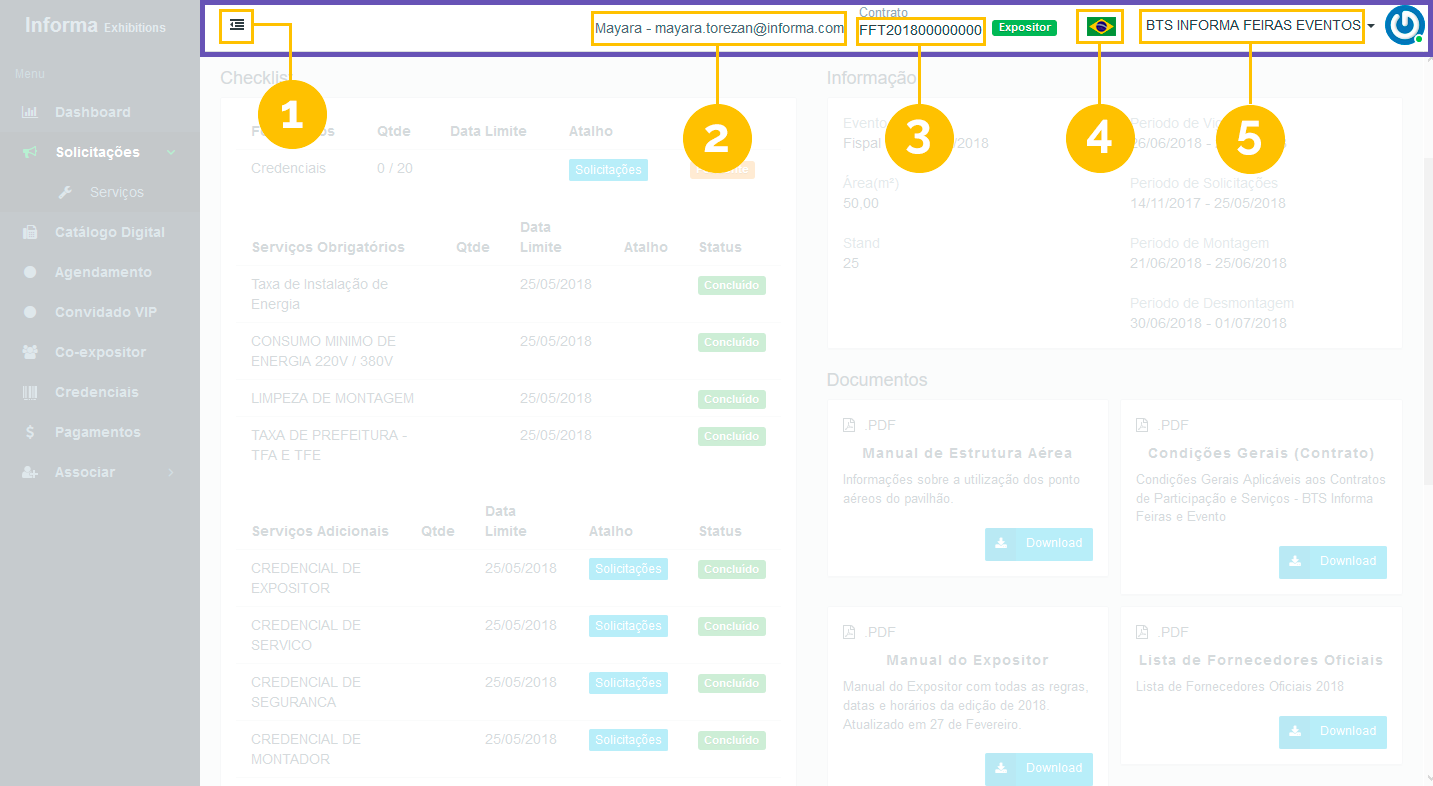 Informa Exhibitions
Mayara - mayara.torezan@informa.com
Contrato
FFT201800000000
Expositor
BTS INFORMA FEIRAS EVENTOS
1
2
3
4
5
Menu
Dashboard
Solicitações
Serviços
Catálogo Digital
Agendamento
Convidado VIP
Co-expositor
Credenciais
Pagamentos
Associar
Checklist
Qtde Data Limite Atalho
Credenciais 0 / 20 Solicitações
Serviços Obrigatórios Qtde Data Limite Atalho Status
Taxa de Instalação de 25/05/2018 Concluído
Energia
CONSUMO MINIMO DE 25/05/2018 Concluído
ENERGIA 220V / 380V
LIMPEZA DE MONTAGEM 25/05/2018 Concluído
TAXA DE PREFEITURA - 25/05/2018 Concluído
TFA E TFE
Serviços Adicionais Qtde Data Limite Atalho Status
CREDENCIAL DE 25/05/2018 Solicitações Concluído
EXPOSITOR
CREDENCIAL DE 25/05/2018 Solicitações Concluído
SERVICO
CREDENCIAL DE 25/05/2018 Solicitações Concluído
SEGURANCA
CREDENCIAL DE 25/05/2018 Solicitações Concluído
MONTADOR
Informação
Evento
Fispal /2018
Àrea(m²)
50,00
Stand
25
Periodo de
26/06/2018 -
Periodo de Solicitações
14/11/2017 - 25/05/2018
Periodo de Montagem
21/06/2018 - 25/06/2018
Periodo de Desmontagem
30/06/2018 - 01/07/2018
Documentos
.PDF
Manual de Estrutura Aérea
Informações sobre a utilização dos ponto
aéreos do pavilhão.
Download
.PDF
Condições Gerais (Contrato)
Condições Gerais Aplicáveis aos Contratos
de Participação e Serviços - BTS Informa
Feiras e Evento
Download
.PDF
Manual do Expositor
Manual do Expositor com todas as regras,
datas e horários da edição de 2018.
Atualizado em 27 de Fevereiro.
Download
.PDF
Lista de Fornecedores Oficiais
Lista de Fornecedores Oficiais 2018
Download